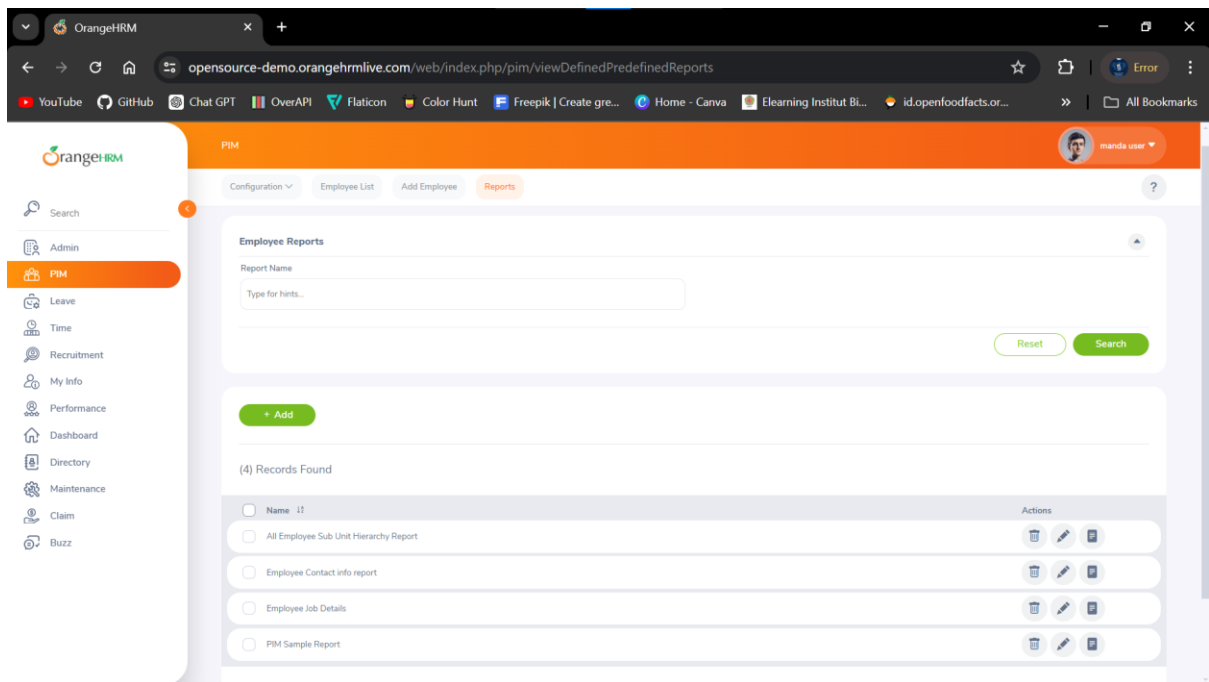 OrangeHRM
opensource-demo.orangehrmlive.com/web/index.php/pim/viewDefinedPredefinedReports
Error
YouTube GitHub Chat GPT OverAPI Flaticon Color Hunt Freepik | Create gre... Home - Canva Elearning Institut Bi... id.openfoodfacts.or... » All Bookmarks
OrangeHRM
PIM
manda user
Configuration Employee List Add Employee Reports ?
Search
Admin
PIM
Leave
Time
Recruitment
My Info
Performance
Dashboard
Directory
Maintenance
Claim
Buzz
Employee Reports
Report Name
Type for hints...
Reset Search
+ Add
(4) Records Found
Name Actions
All Employee Sub Unit Hierarchy Report
Employee Contact info report
Employee Job Details
PIM Sample Report